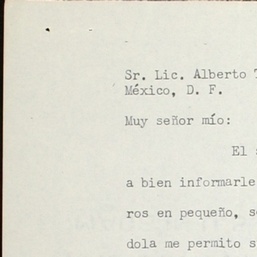 Sr. Lic. Alberto
México, D. F.
Muy señor mío:
El
a bien informarle
ros en pequeño,
dola me permito